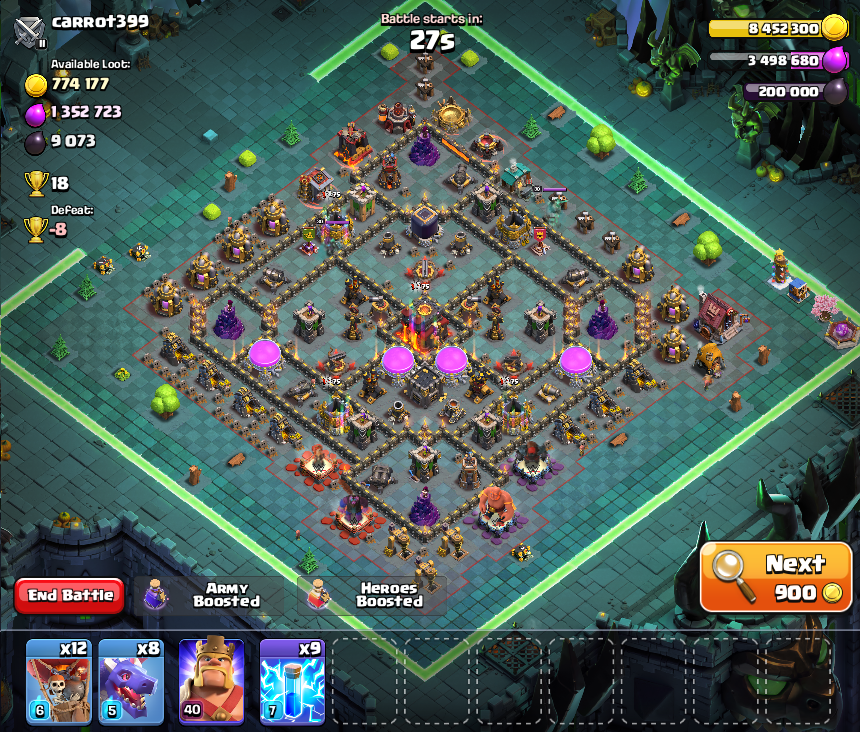 carrot399
Battle starts in:
27s
8 452 300
3 498 680
200 000
Available Loot:
774 177
1 352 723
9 073
18
Defeat:
-8
30
End Battle
Army
Boosted
Heroes
Boosted
Next
900
x12
x8
x9
6
5
40
7